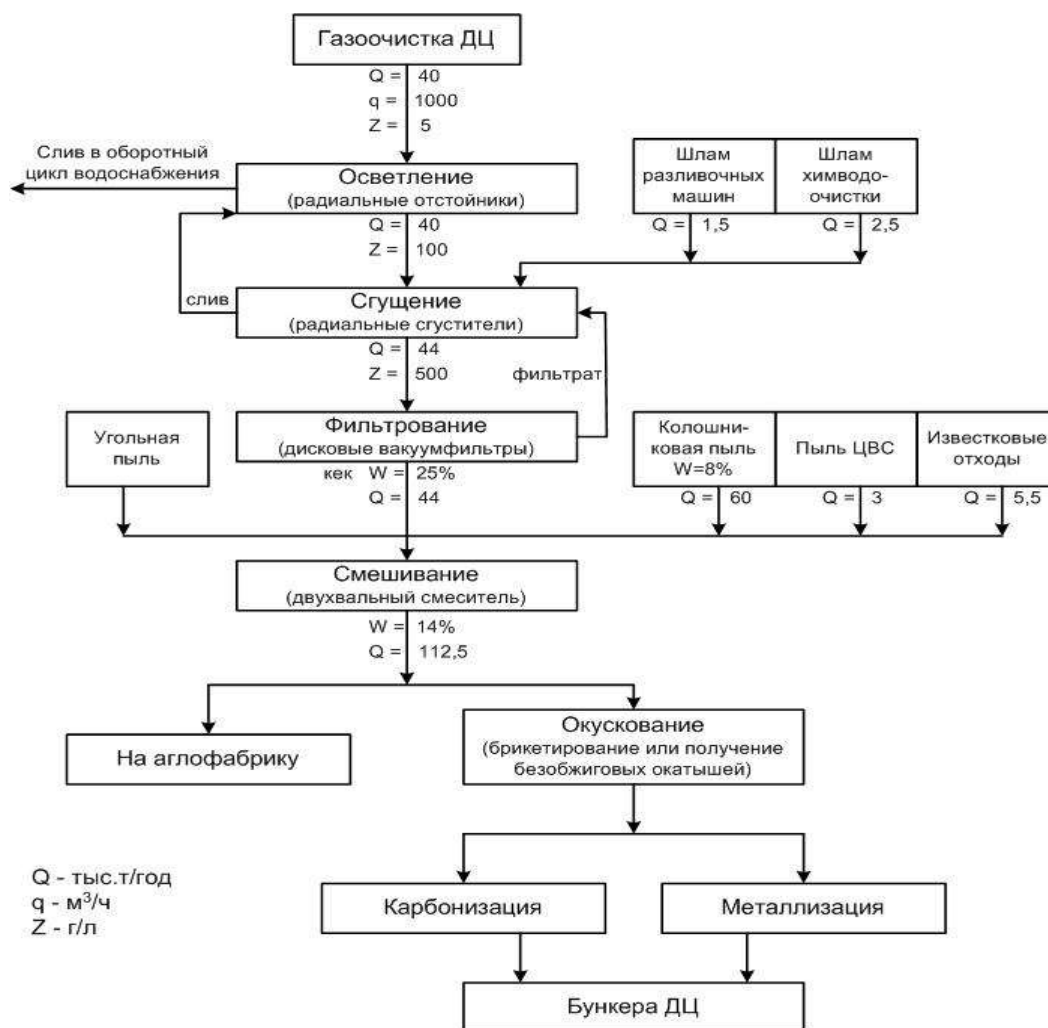 Газоочистка ДЦ
Q = 40
q = 1000
Z = 5
Слив в оборотный
цикл водоснабжения
Осветление
(радиальные отстойники)
Шлам
разливочных
машин
Шлам
химводо-
очистки
Q = 40
Z = 100
Q = 1,5
Q = 2,5
слив
Сгущение
(радиальные сгустители)
Q = 44
Z = 500
фильтрат
Угольная
пыль
Фильтрование
(дисковые вакуумфильтры)
Колошни-
ковая пыль
W=8%
Пыль ЦВС
Известковые
отходы
кек W = 25%
Q = 44
Q = 60
Q = 3
Q = 5,5
Смешивание
(двухвальный смеситель)
W = 14%
Q = 112,5
На аглофабрику
Окускование
(брикетирование или получение
безобжиговых окатышей)
Q - тыс.т/год
q - м³/ч
Z - г/л
Карбонизация
Металлизация
Бункера ДЦ